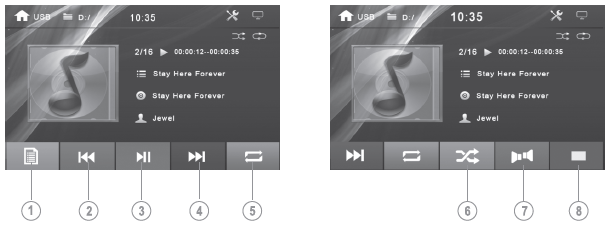 USB D:/ 10:35
2/16 00:00:12--00:00:35
Stay Here Forever
Stay Here Forever
Jewel
1 2 3 4 5
USB D:/ 10:35
2/16 00:00:12--00:00:35
Stay Here Forever
Stay Here Forever
Jewel
6 7 8